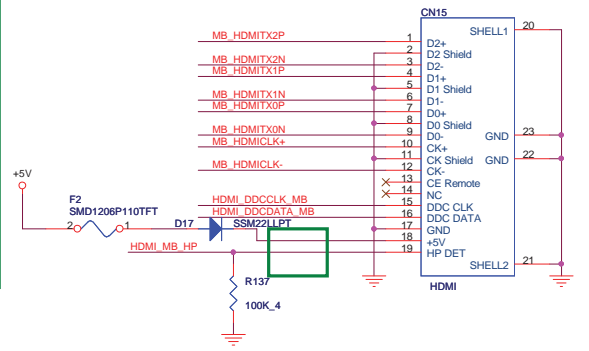 CN15
SHELL1 20
MB_HDMITX2P 1 D2+
2 D2 Shield
MB_HDMITX2N 3 D2-
MB_HDMITX1P 4 D1+
5 D1 Shield
MB_HDMITX1N 6 D1-
MB_HDMITX0P 7 D0+
8 D0 Shield
MB_HDMITX0N 9 D0- GND 23
MB_HDMICLK+ 10 CK+
11 CK Shield GND 22
MB_HDMICLK- 12 CK-
13 CE Remote
14 NC
HDMI_DDCCLK_MB 15 DDC CLK
HDMI_DDCDATA_MB 16 DDC DATA
17 GND
18 +5V
HDMI_MB_HP 19 HP DET
SHELL2 21
HDMI
+5V
F2
SMD1206P110TFT
2 1
D17 SSM22LLPT
R137
100K_4